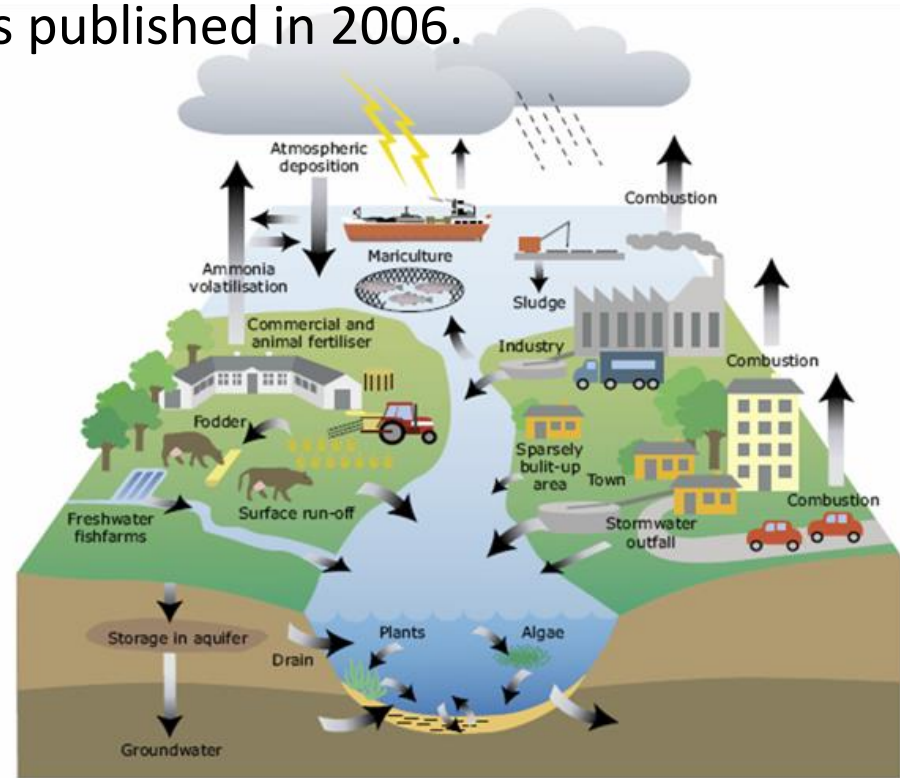 s published in 2006.
Atmospheric
deposition
Combustion
Mariculture
Ammonia
volatilisation
Sludge
Commercial and
animal fertiliser
Industry
Combustion
Fodder
Sparsely
bulit-up
area
Town
Combustion
Freshwater
fishfarms
Surface run-off
Stormwater
outfall
Storage in aquifer
Plants
Algae
Drain
Groundwater